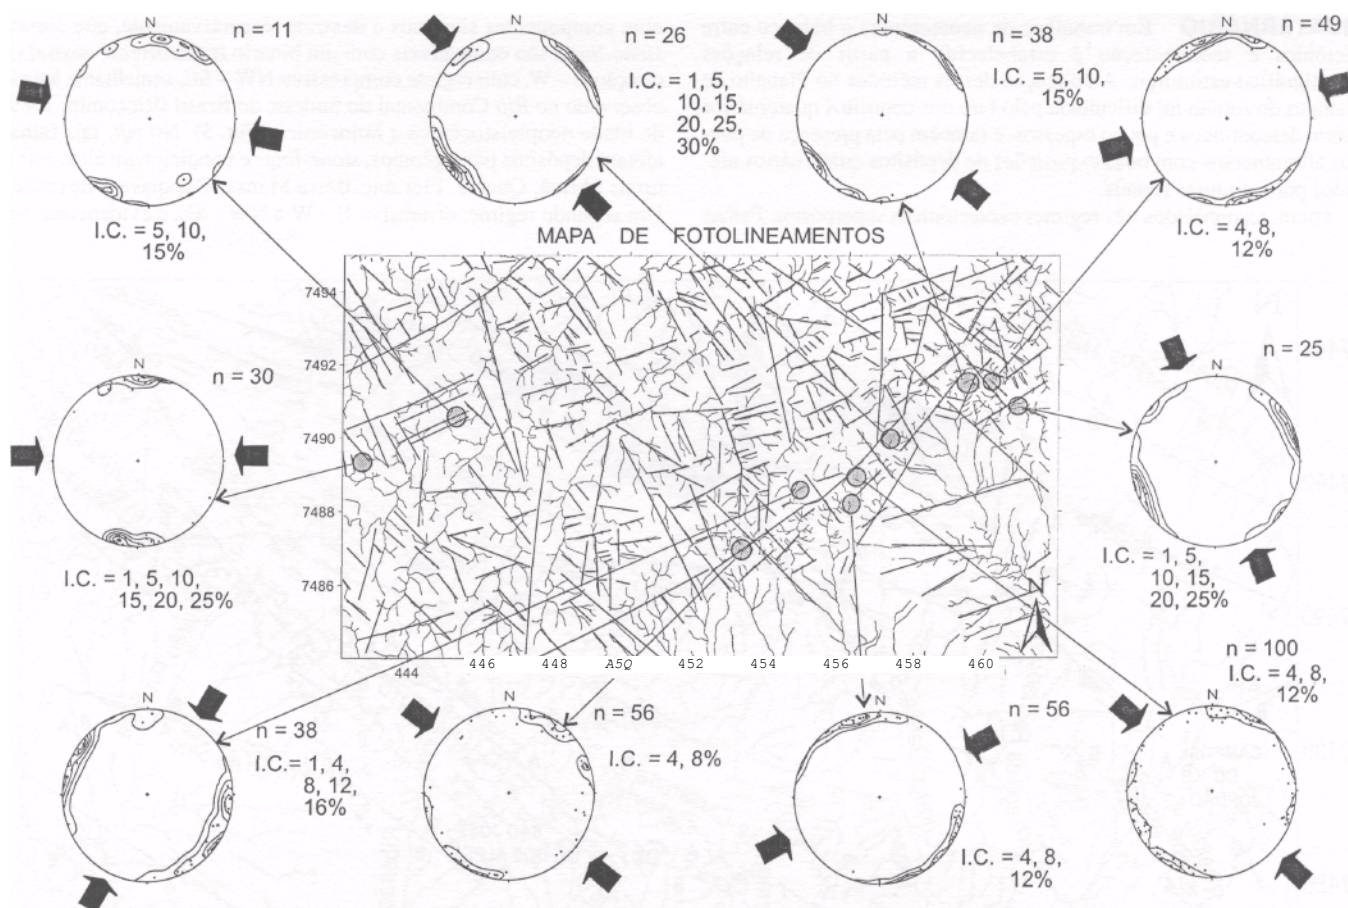 N
n = 11
I.C. = 5, 10,
15%
N
n = 26
I.C. = 1, 5,
10, 15,
20, 25,
30%
N
n = 38
I.C. = 5, 10,
15%
N
n = 49
I.C. = 4, 8,
12%
MAPA DE FOTOLINEAMENTOS
7494
7492
7490
7488
7486
444
446
448
450
452
454
456
458
460
N
N
n = 30
I.C. = 1, 5, 10,
15, 20, 25%
N
n = 25
I.C. = 1, 5,
10, 15,
20, 25%
N
n = 38
I.C. = 1, 4,
8, 12,
16%
N
n = 56
I.C. = 4, 8%
N
n = 56
I.C. = 4, 8,
12%
n = 100
I.C. = 4, 8,
12%
N